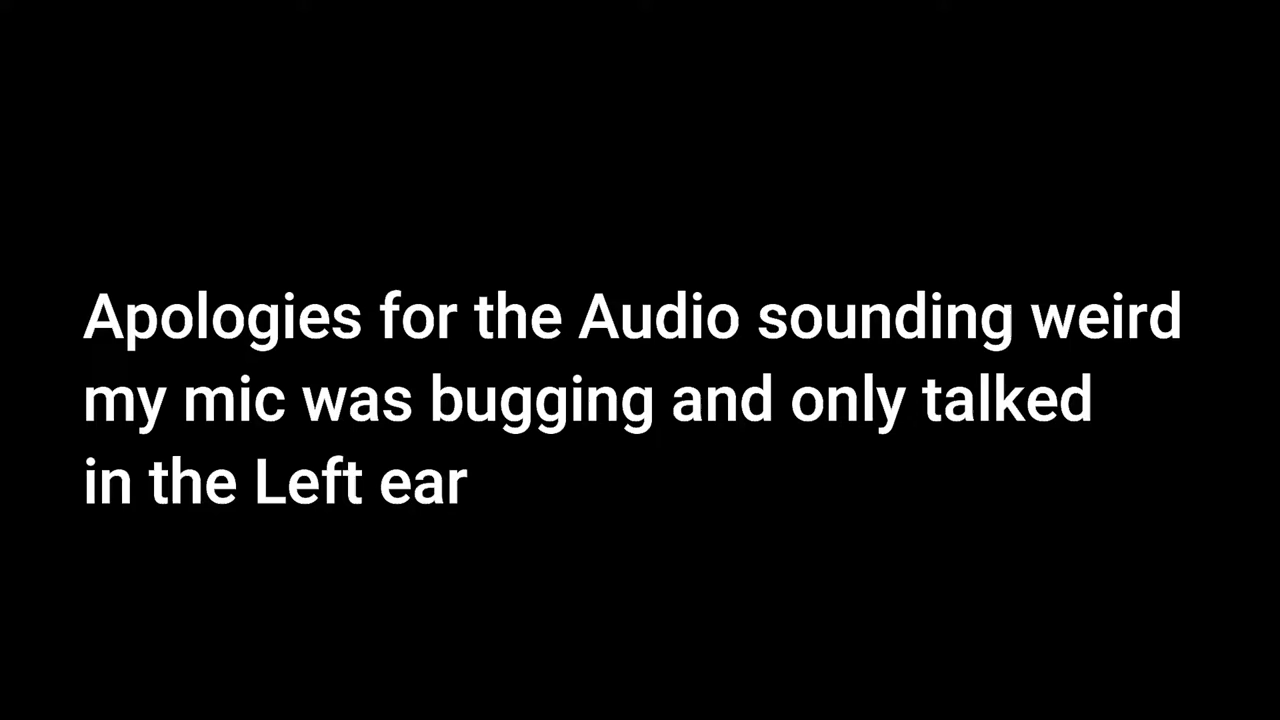 Apologies for the Audio sounding weird
my mic was bugging and only talked
in the Left ear